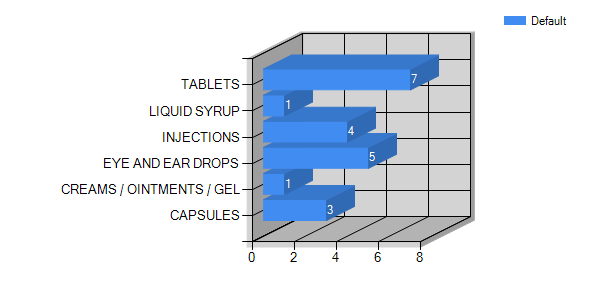 Default
TABLETS 7
LIQUID SYRUP 1
INJECTIONS 4
EYE AND EAR DROPS 5
CREAMS / OINTMENTS / GEL 1
CAPSULES 3
0 2 4 6 8